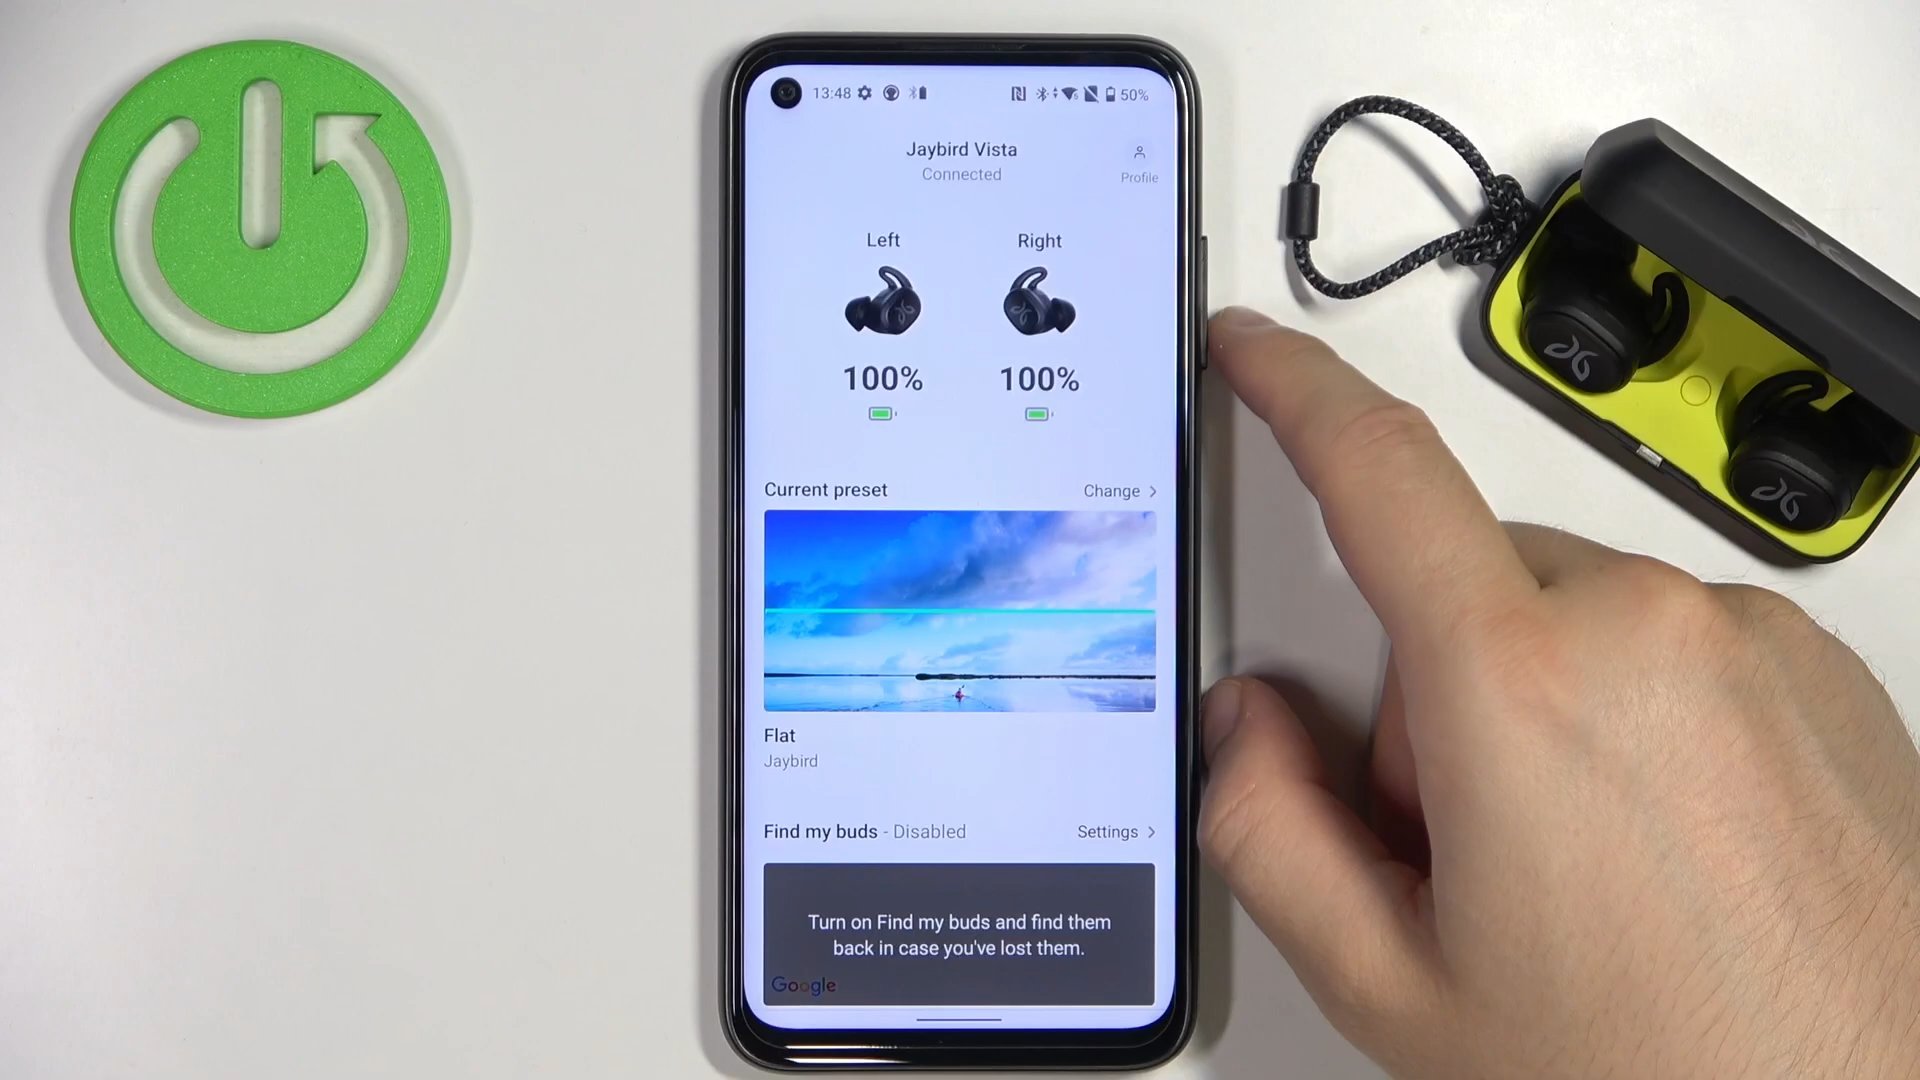 13:48
50%
Jaybird Vista
Connected
Profile
Left
Right
100%
100%
Current preset
Change
Flat
Jaybird
Find my buds - Disabled
Settings
Turn on Find my buds and find them
back in case you've lost them.
Google